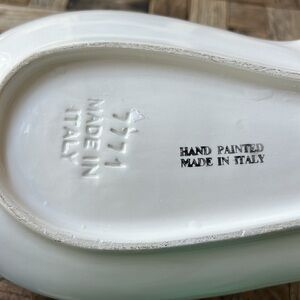 7771
MADE IN
ITALY
HAND PAINTED
MADE IN ITALY